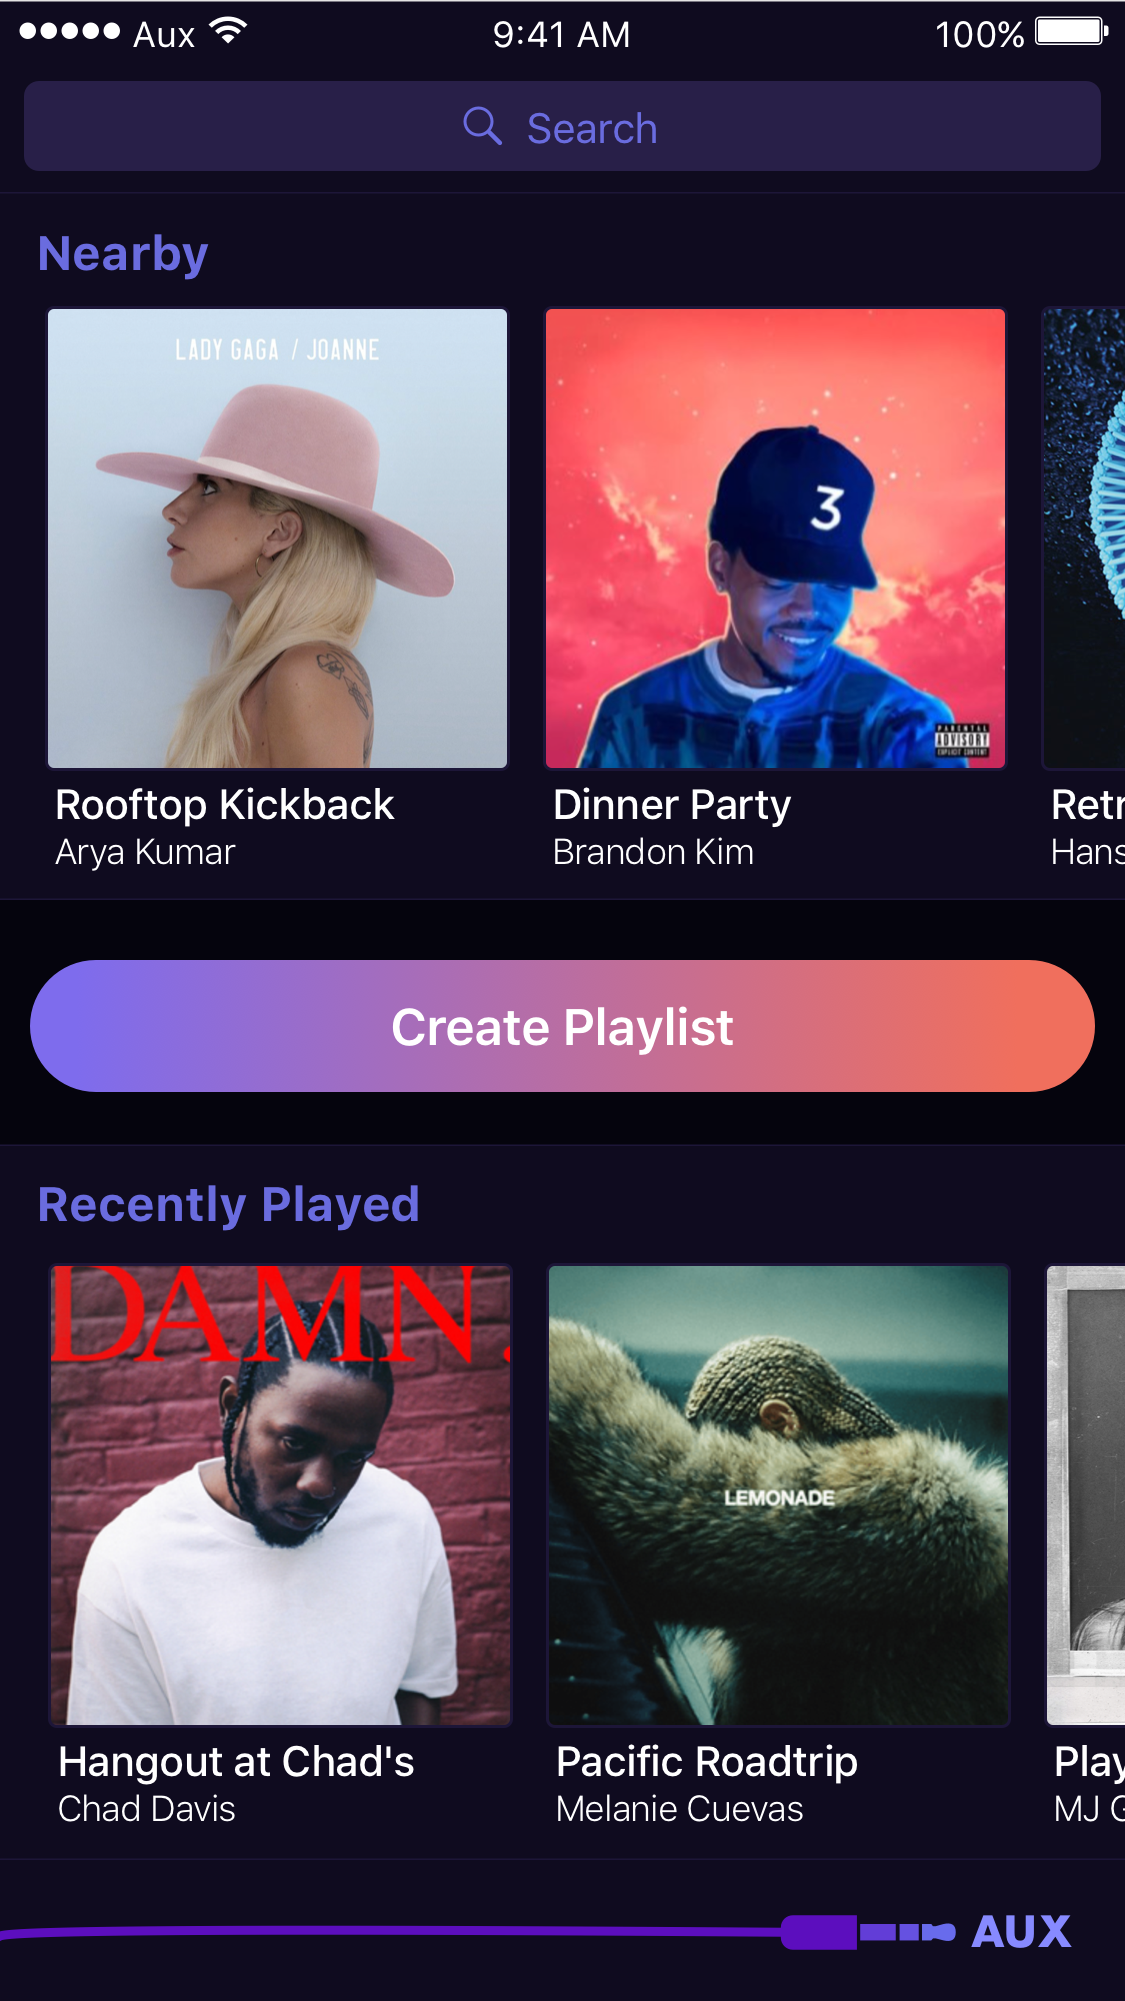 Aux 9:41 AM 100%
Search
Nearby
LADY GAGA / JOANNE
3
PARENTAL
ADVISORY
EXPLICIT CONTENT
Rooftop Kickback Dinner Party Retr
Arya Kumar Brandon Kim Hans
Create Playlist
Recently Played
DAMN.
LEMONADE
Hangout at Chad's Pacific Roadtrip Play
Chad Davis Melanie Cuevas MJ G
AUX